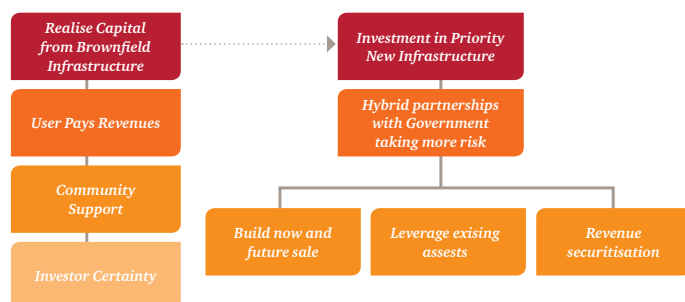 Realise Capital
from Brownfield
Infrastructure
Investment in Priority
New Infrastructure
User Pays Revenues
Hybrid partnerships
with Government
taking more risk
Community
Support
Build now and
future sale
Leverage exising
assests
Revenue
securitisation
Investor Certainty